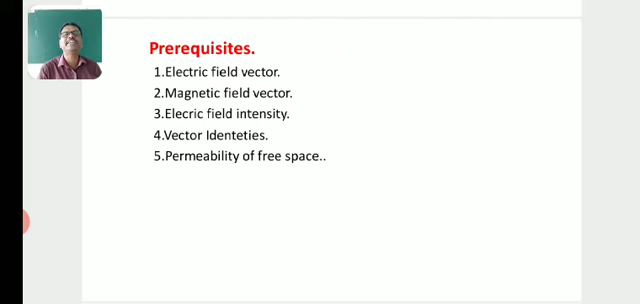 Prerequisites.
1.Electric field vector.
2.Magnetic field vector.
3.Elecric field intensity.
4.Vector Identeties.
5.Permeability of free space..